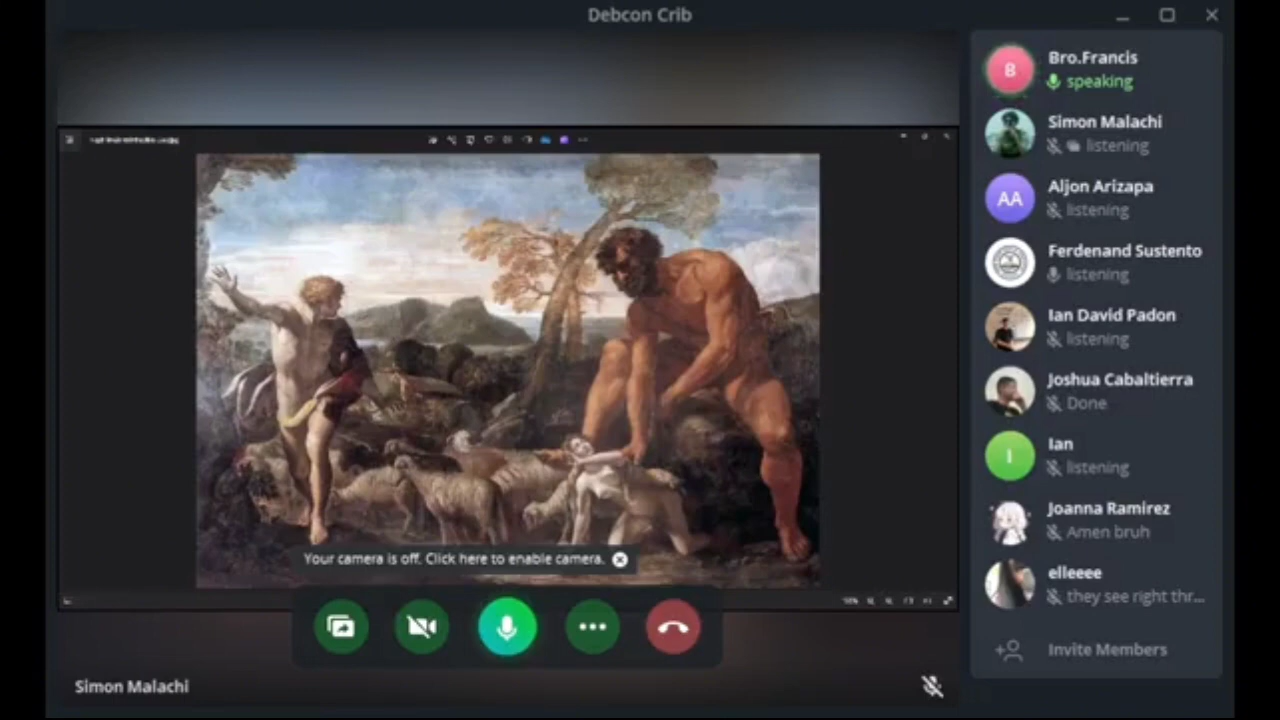 Debcon Crib
Bro.Francis
speaking
Simon Malachi
listening
AA
Aljon Arizapa
listening
Ferdenand Sustento
listening
Ian David Padon
listening
Joshua Cabaltierra
Done
Ian
listening
Joanna Ramirez
Amen bruh
elleeee
they see right thr...
Invite Members
B
I
Your camera is off. Click here to enable camera.
Simon Malachi